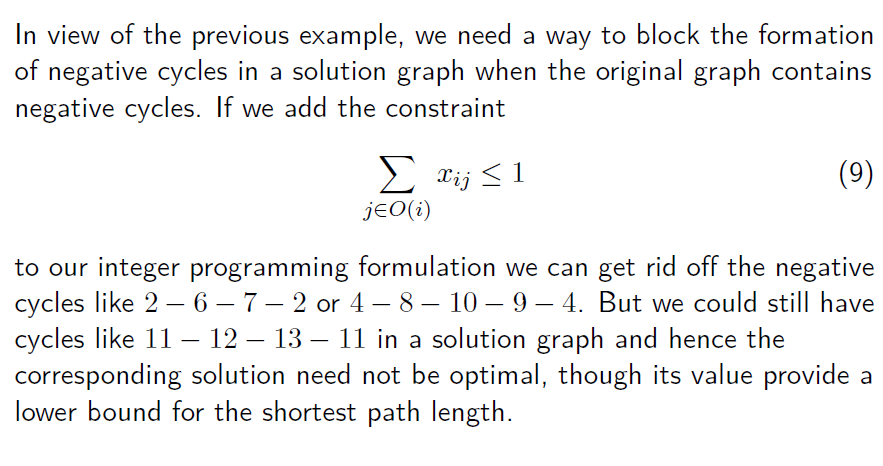 In view of the previous example, we need a way to block the formation
of negative cycles in a solution graph when the original graph contains
negative cycles. If we add the constraint
∑ x_{ij} ≤ 1 (9)
j∈O(i)
to our integer programming formulation we can get rid off the negative
cycles like 2 – 6 – 7 – 2 or 4 – 8 – 10 – 9 – 4. But we could still have
cycles like 11 – 12 – 13 – 11 in a solution graph and hence the
corresponding solution need not be optimal, though its value provide a
lower bound for the shortest path length.